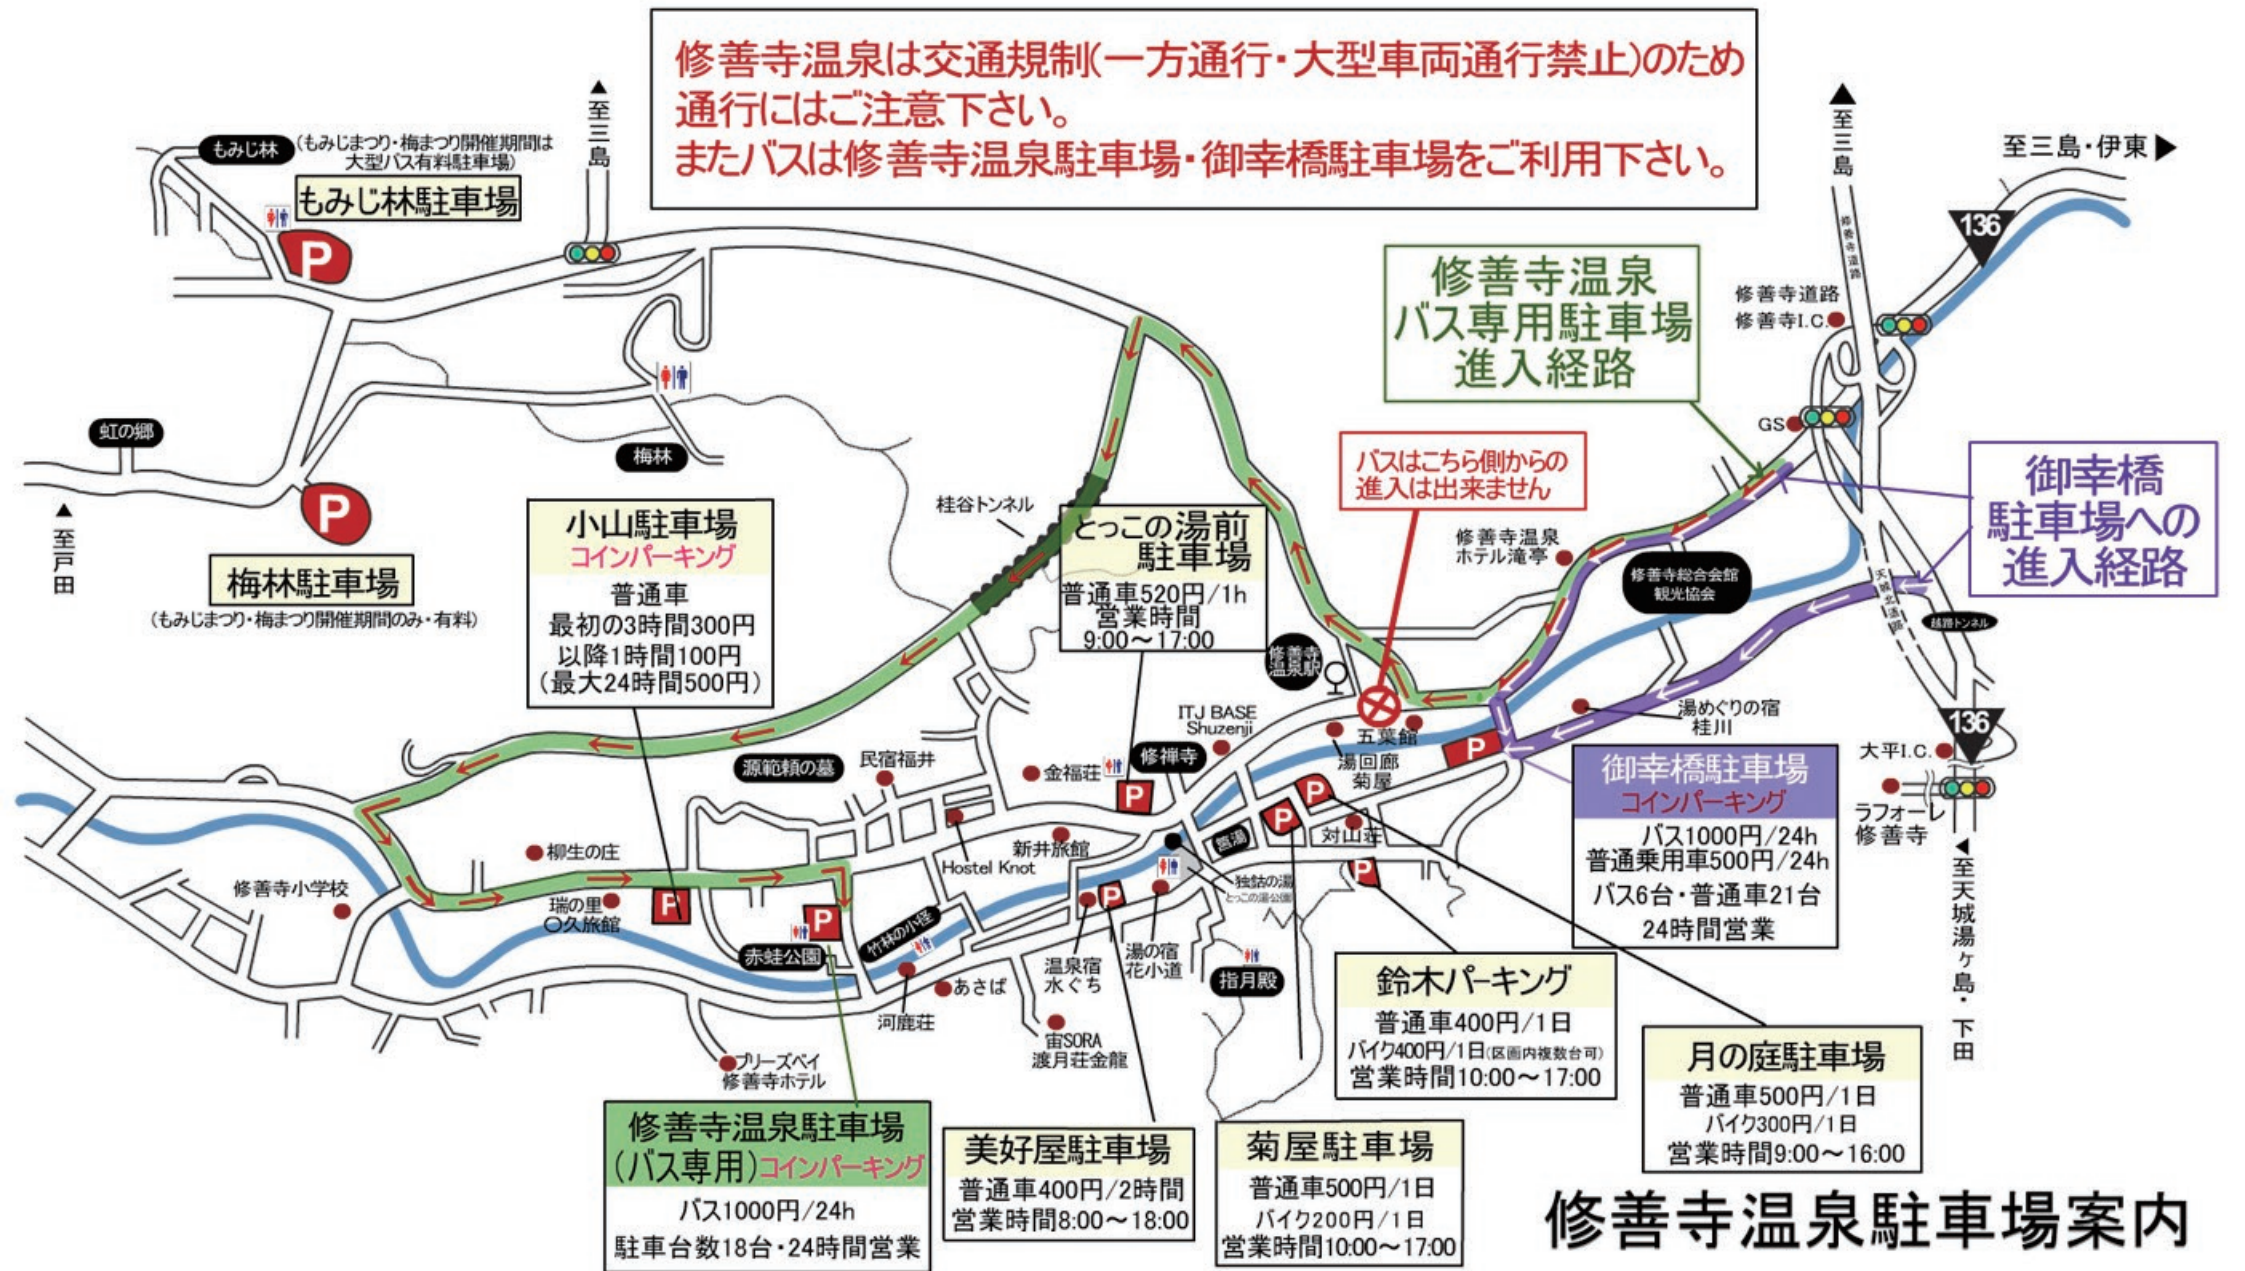 修善寺温泉は交通規制(一方通行・大型車両通行禁止)のため
通行にはご注意下さい。
またバスは修善寺温泉駐車場・御幸橋駐車場をご利用下さい。
▲至三島
もみじ林
(もみじまつり・梅まつり開催期間は
大型バス有料駐車場)
もみじ林駐車場
P
▲至三島
至三島・伊東▶
136
修善寺道路
修善寺道路
修善寺I.C.
GS
修善寺温泉
バス専用駐車場
進入経路
バスはこちら側からの
進入は出来ません
御幸橋
駐車場への
進入経路
虹の郷
▲至戸田
梅林
P
梅林駐車場
(もみじまつり・梅まつり開催期間のみ・有料)
桂谷トンネル
小山駐車場
コインパーキング
普通車
最初の3時間300円
以降1時間100円
(最大24時間500円)
とっこの湯前
駐車場
普通車520円/1h
営業時間
9:00～17:00
修善寺温泉
ホテル滝亭
修善寺総合会館
観光協会
天城北道路
越路トンネル
修善寺
温泉駅
ITJ BASE
Shuzenji
五葉館
湯回廊
菊屋
湯めぐりの宿
桂川
P
136
大平I.C.
ラフォーレ
修善寺
◀至天城湯ヶ島・下田
御幸橋駐車場
コインパーキング
バス1000円/24h
普通乗用車500円/24h
バス6台・普通車21台
24時間営業
源範頼の墓
民宿福井
金福荘
修禅寺
P
P
P
筥湯
対山荘
P
Hostel Knot
新井旅館
独鈷の湯
とっこの湯公園
柳生の庄
修善寺小学校
瑞の里
〇久旅館
P
P
赤蛙公園
竹林の小径
河鹿荘
あさば
温泉宿
水ぐち
P
湯の宿
花小道
指月殿
宙SORA
渡月荘金龍
ブリーズベイ
修善寺ホテル
鈴木パーキング
普通車400円/1日
バイク400円/1日(区画内複数台可)
営業時間10:00～17:00
月の庭駐車場
普通車500円/1日
バイク300円/1日
営業時間9:00～16:00
修善寺温泉駐車場
(バス専用)コインパーキング
バス1000円/24h
駐車台数18台・24時間営業
美好屋駐車場
普通車400円/2時間
営業時間8:00～18:00
菊屋駐車場
普通車500円/1日
バイク200円/1日
営業時間10:00～17:00
修善寺温泉駐車場案内